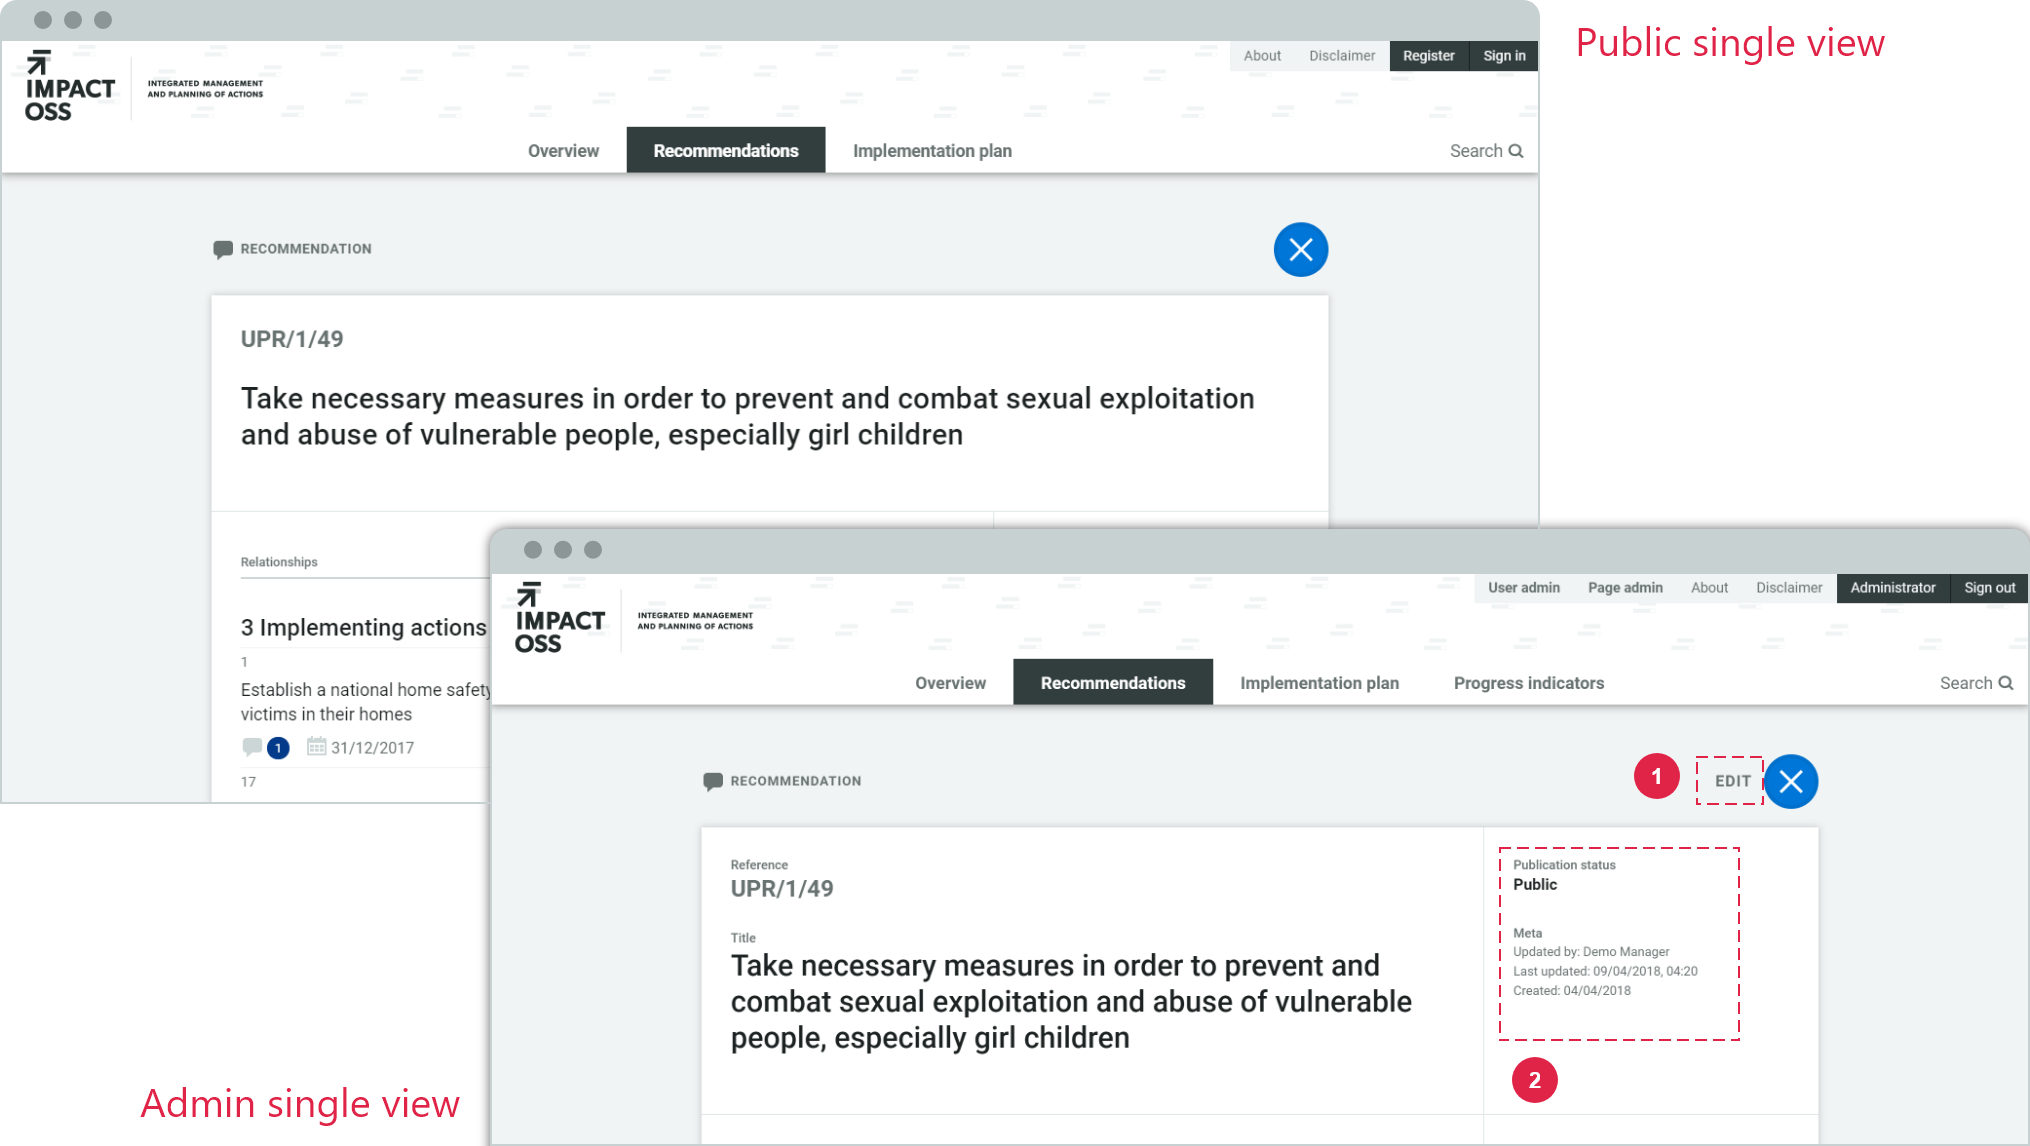 Public single view
IMPACT
OSS
INTEGRATED MANAGEMENT
AND PLANNING OF ACTIONS
About Disclaimer Register Sign in
Overview Recommendations Implementation plan Search
RECOMMENDATION
UPR/1/49
Take necessary measures in order to prevent and combat sexual exploitation
and abuse of vulnerable people, especially girl children
Relationships
3 Implementing actions
1
Establish a national home safety
victims in their homes
1 31/12/2017
17
Admin single view
IMPACT
OSS
INTEGRATED MANAGEMENT
AND PLANNING OF ACTIONS
User admin Page admin About Disclaimer Administrator Sign out
Overview Recommendations Implementation plan Progress indicators Search
RECOMMENDATION
1 EDIT
Reference
UPR/1/49
Title
Take necessary measures in order to prevent and
combat sexual exploitation and abuse of vulnerable
people, especially girl children
Publication status
Public
Meta
Updated by: Demo Manager
Last updated: 09/04/2018, 04:20
Created: 04/04/2018
2